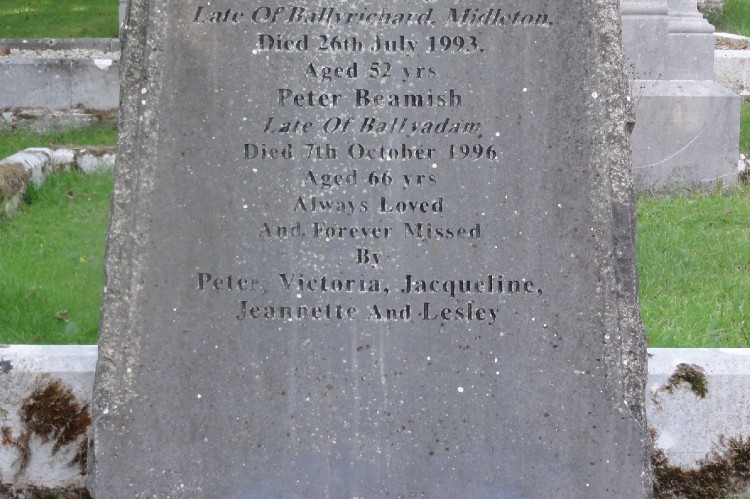 Late Of Ballyrichard, Midleton,
Died 26th July 1993.
Aged 52 yrs
Peter Beamish
Late Of Ballyadam,
Died 7th October 1996
Aged 66 yrs
Always Loved
And Forever Missed
By
Peter, Victoria, Jacqueline,
Jeannette And Lesley